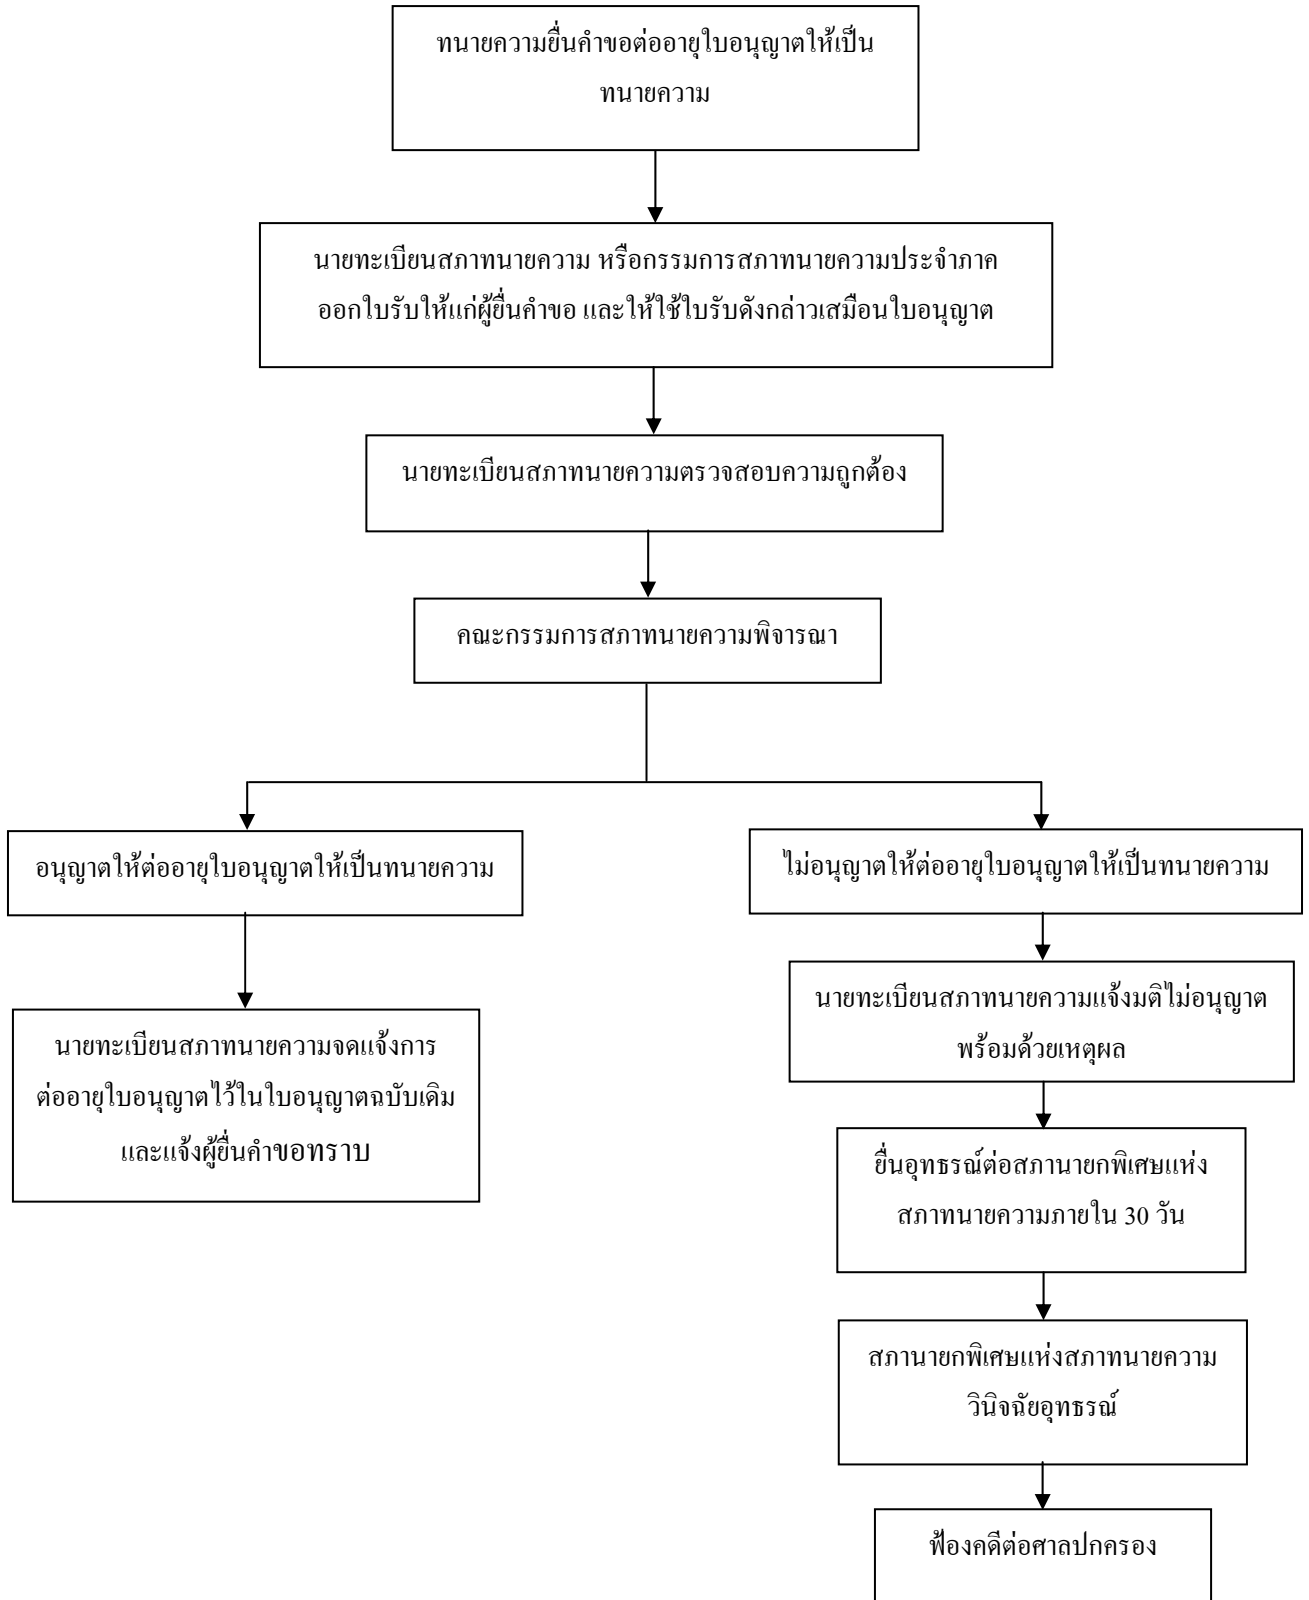 ทนายความยื่นคำขอต่ออายุใบอนุญาตให้เป็น
ทนายความ
นายทะเบียนสภาทนายความ หรือกรรมการสภาทนายความประจำภาค
ออกใบรับให้แก่ผู้ยื่นคำขอ และให้ใช้ใบรับดังกล่าวเสมือนใบอนุญาต
นายทะเบียนสภาทนายความตรวจสอบความถูกต้อง
คณะกรรมการสภาทนายความพิจารณา
อนุญาตให้ต่ออายุใบอนุญาตให้เป็นทนายความ
นายทะเบียนสภาทนายความจดแจ้งการ
ต่ออายุใบอนุญาตไว้ในใบอนุญาตฉบับเดิม
และแจ้งผู้ยื่นคำขอทราบ
ไม่อนุญาตให้ต่ออายุใบอนุญาตให้เป็นทนายความ
นายทะเบียนสภาทนายความแจ้งมติไม่อนุญาต
พร้อมด้วยเหตุผล
ยื่นอุทธรณ์ต่อสภานายกพิเศษแห่ง
สภาทนายความภายใน 30 วัน
สภานายกพิเศษแห่งสภาทนายความ
วินิจฉัยอุทธรณ์
ฟ้องคดีต่อศาลปกครอง